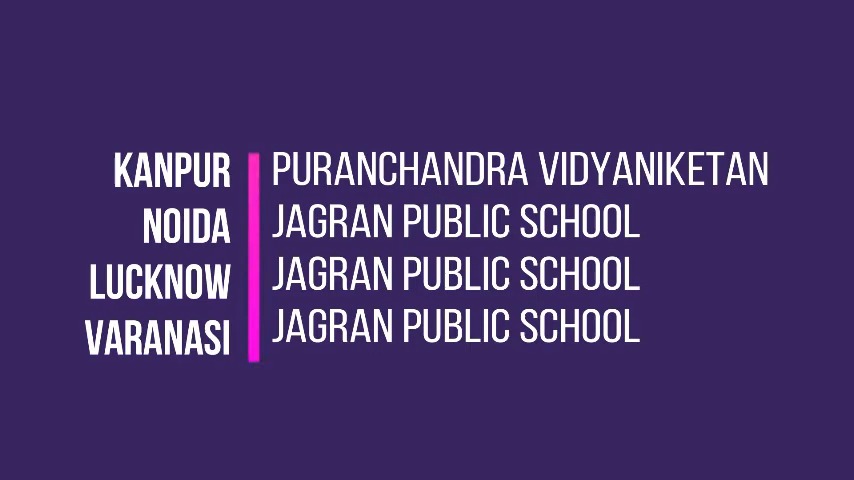 KANPUR PURANCHANDRA VIDYANIKETAN
NOIDA JAGRAN PUBLIC SCHOOL
LUCKNOW JAGRAN PUBLIC SCHOOL
VARANASI JAGRAN PUBLIC SCHOOL